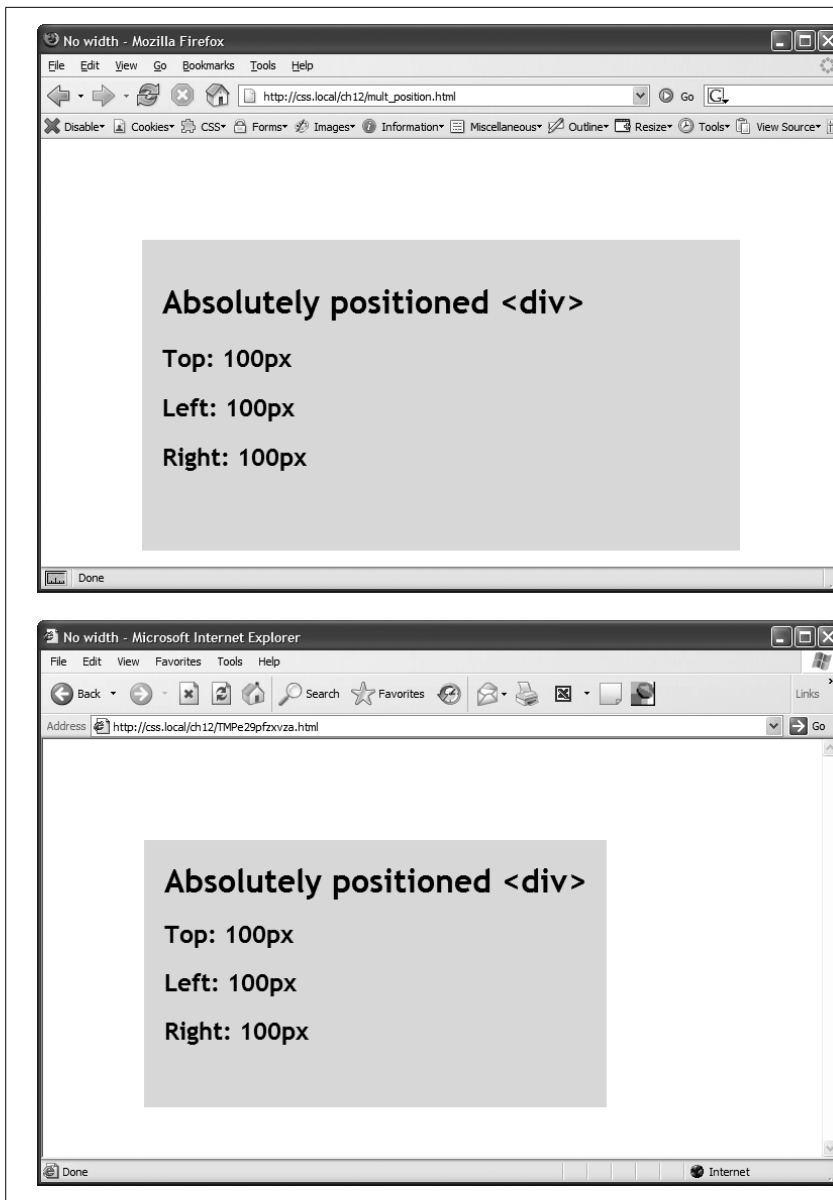 No width - Mozilla Firefox
File Edit View Go Bookmarks Tools Help
http://css.local/ch12/mult_position.html Go G
Disable Cookies CSS Forms Images Information Miscellaneous Outline Resize Tools View Source
Absolutely positioned <div>
Top: 100px
Left: 100px
Right: 100px
Done
No width - Microsoft Internet Explorer
File Edit View Favorites Tools Help
Back Search Favorites Links »
Address http://css.local/ch12/TMPe29pfzxvza.html Go
Absolutely positioned <div>
Top: 100px
Left: 100px
Right: 100px
Done Internet